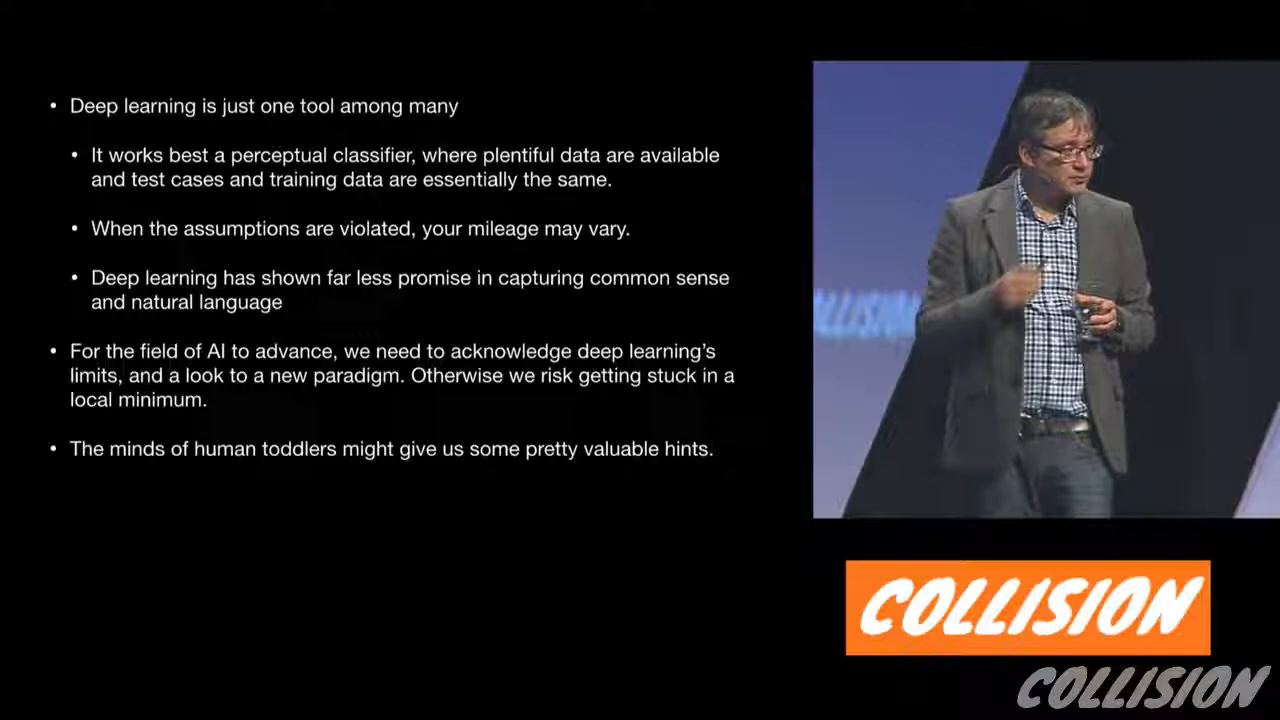 • Deep learning is just one tool among many
• It works best a perceptual classifier, where plentiful data are available
and test cases and training data are essentially the same.
• When the assumptions are violated, your mileage may vary.
• Deep learning has shown far less promise in capturing common sense
and natural language
• For the field of AI to advance, we need to acknowledge deep learning’s
limits, and a look to a new paradigm. Otherwise we risk getting stuck in a
local minimum.
• The minds of human toddlers might give us some pretty valuable hints.
COLLISION
COLLISION
COLLISION